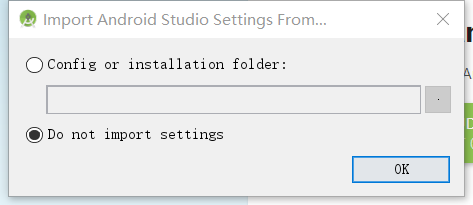 Import Android Studio Settings From...
Config or installation folder:
Do not import settings
OK